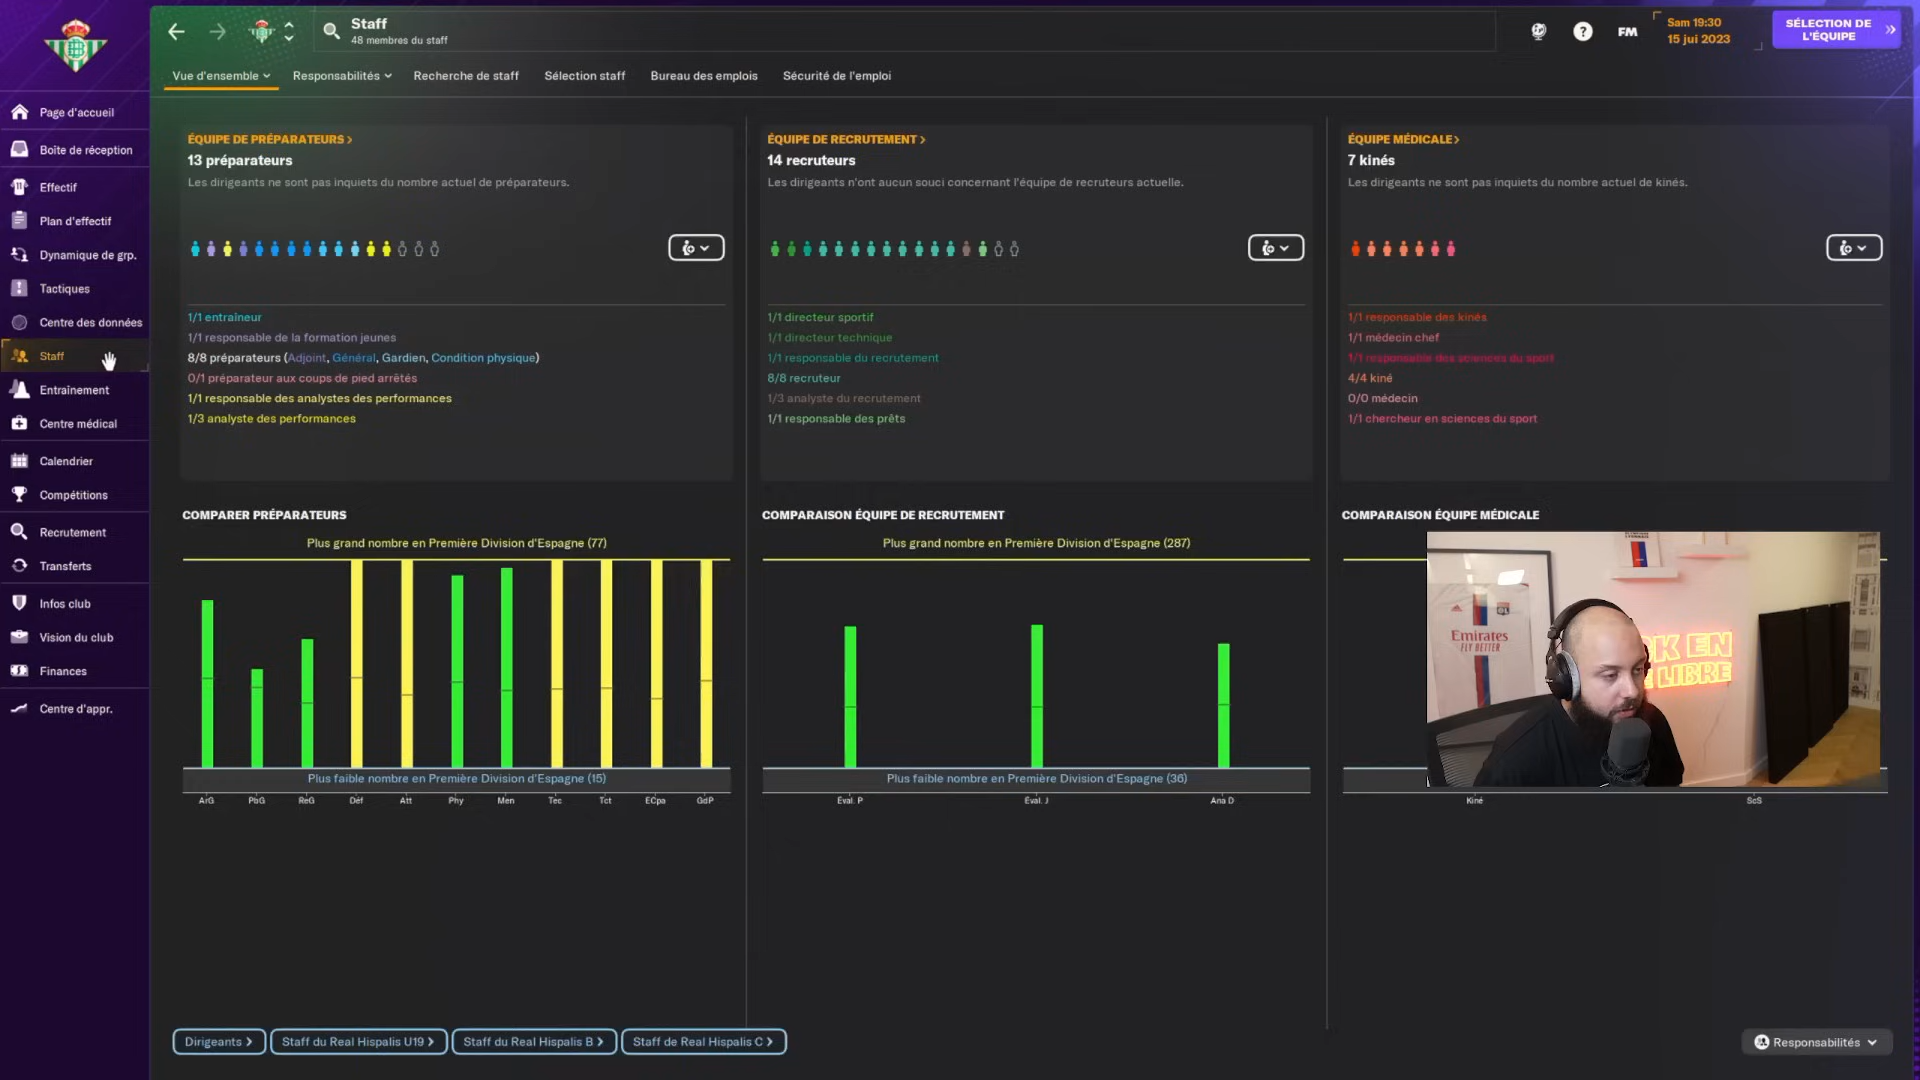 Staff
48 membres du staff
FM
Sam 19:30
15 jui 2023
SÉLECTION DE
L'ÉQUIPE
Vue d'ensemble
Responsabilités
Recherche de staff
Sélection staff
Bureau des emplois
Sécurité de l'emploi
Page d'accueil
Boîte de réception
Effectif
Plan d'effectif
Dynamique de grp.
Tactiques
Centre des données
Staff
Entraînement
Centre médical
Calendrier
Compétitions
Recrutement
Transferts
Infos club
Vision du club
Finances
Centre d'appr.
ÉQUIPE DE PRÉPARATEURS >
13 préparateurs
Les dirigeants ne sont pas inquiets du nombre actuel de préparateurs.
1/1 entraîneur
1/1 responsable de la formation jeunes
8/8 préparateurs (Adjoint, Général, Gardien, Condition physique)
0/1 préparateur aux coups de pied arrêtés
1/1 responsable des analystes des performances
1/3 analyste des performances
ÉQUIPE DE RECRUTEMENT >
14 recruteurs
Les dirigeants n'ont aucun souci concernant l'équipe de recruteurs actuelle.
1/1 directeur sportif
1/1 directeur technique
1/1 responsable du recrutement
8/8 recruteur
1/3 analyste du recrutement
1/1 responsable des prêts
ÉQUIPE MÉDICALE >
7 kinés
Les dirigeants ne sont pas inquiets du nombre actuel de kinés.
1/1 responsable des kinés
1/1 médecin chef
1/1 responsable des sciences du sport
4/4 kiné
0/0 médecin
1/1 chercheur en sciences du sport
COMPARER PRÉPARATEURS
Plus grand nombre en Première Division d'Espagne (77)
Plus faible nombre en Première Division d'Espagne (15)
ArG PbG ReG Déf Att Phy Men Tec Tct ECpa GdP
COMPARAISON ÉQUIPE DE RECRUTEMENT
Plus grand nombre en Première Division d'Espagne (287)
Plus faible nombre en Première Division d'Espagne (36)
Éval. P Éval. J Ana D
COMPARAISON ÉQUIPE MÉDICALE
Emirates
FLY BETTER
OK EN
LIBRE
Kiné ScS
Dirigeants >
Staff du Real Hispalis U19 >
Staff du Real Hispalis B >
Staff de Real Hispalis C >
Responsabilités